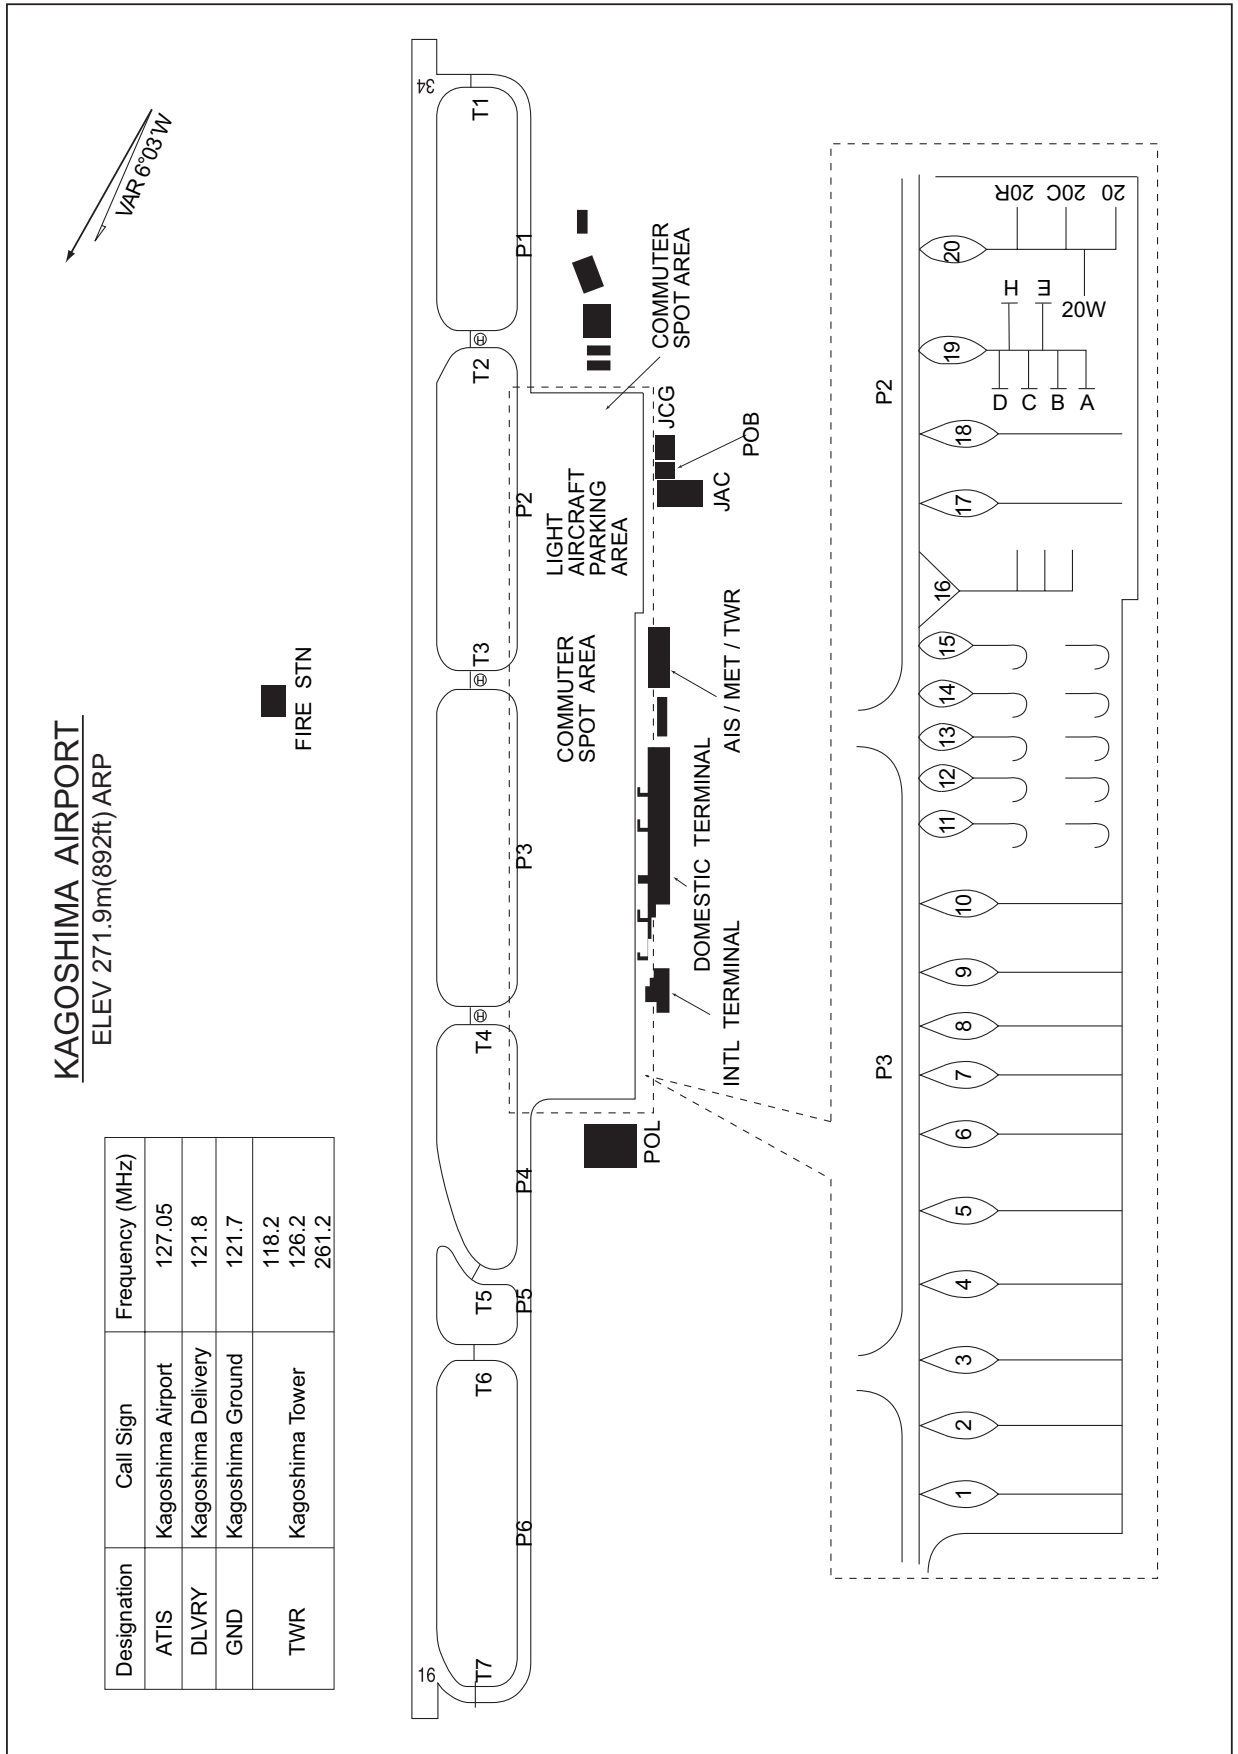 KAGOSHIMA AIRPORT
ELEV 271.9m(892ft) ARP
VAR 6°03'W
Designation Call Sign Frequency (MHz)
ATIS Kagoshima Airport 127.05
DLVRY Kagoshima Delivery 121.8
GND Kagoshima Ground 121.7
TWR Kagoshima Tower 118.2
126.2
261.2
FIRE STN
16
34
T7
T6
T5
T4
T3
T2
T1
H
H
H
P6
P5
P4
P3
P2
P1
COMMUTER
SPOT AREA
LIGHT
AIRCRAFT
PARKING
AREA
COMMUTER
SPOT AREA
POL
INTL TERMINAL
DOMESTIC TERMINAL
AIS / MET / TWR
JAC
POB
JCG
P3
P2
1
2
3
4
5
6
7
8
9
10
11
12
13
14
15
16
17
18
19
20
D
C
B
A
H
E
20W
20R
20C
20